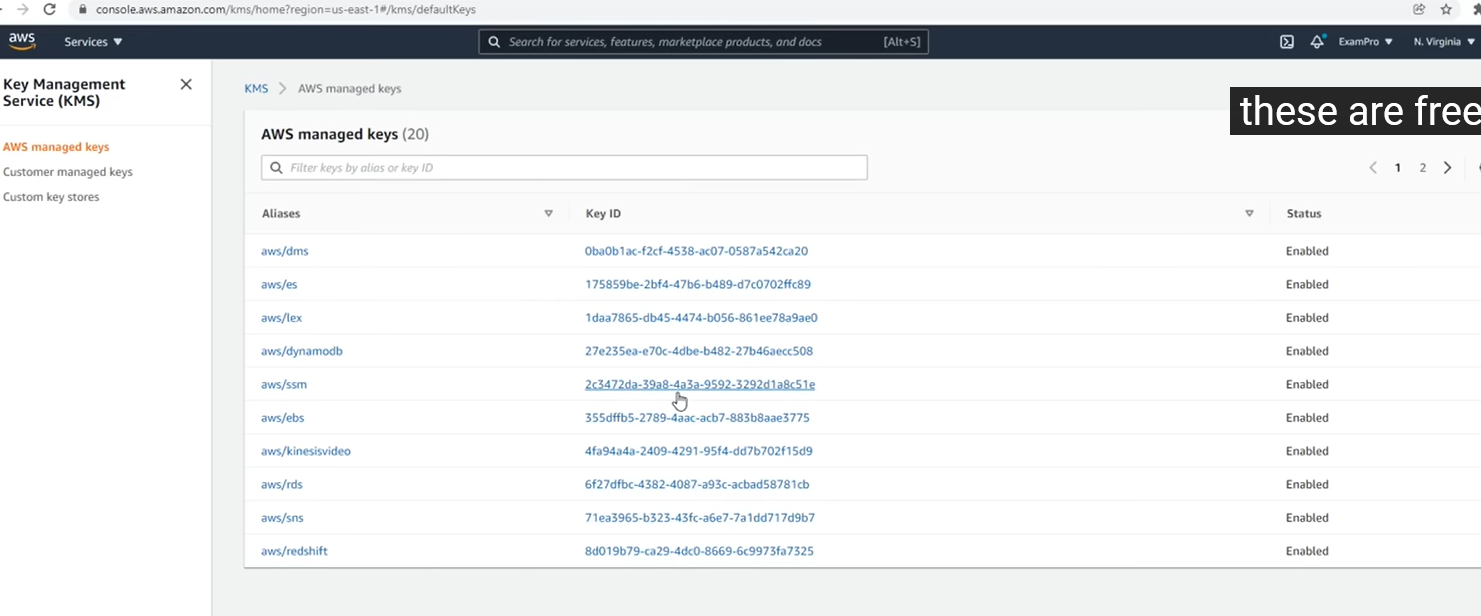 console.aws.amazon.com/kms/home?region=us-east-1#/kms/defaultKeys
aws Services ▼ Search for services, features, marketplace products, and docs [Alt+S] ExamPro ▼ N. Virginia ▼
Key Management
Service (KMS)
AWS managed keys
Customer managed keys
Custom key stores
KMS > AWS managed keys
these are free
AWS managed keys (20)
Filter keys by alias or key ID
1 2
Aliases Key ID Status
aws/dms 0ba0b1ac-f2cf-4538-ac07-0587a542ca20 Enabled
aws/es 175859be-2bf4-47b6-b489-d7c0702ffc89 Enabled
aws/lex 1daa7865-db45-4474-b056-861ee78a9ae0 Enabled
aws/dynamodb 27e235ea-e70c-4dbe-b482-27b46aecc508 Enabled
aws/ssm 2c3472da-39a8-4a3a-9592-3292d1a8c51e Enabled
aws/ebs 355dffb5-2789-4aac-acb7-883b8aae3775 Enabled
aws/kinesisvideo 4fa94a4a-2409-4291-95f4-dd7b702f15d9 Enabled
aws/rds 6f27dfbc-4382-4087-a93c-acbad58781cb Enabled
aws/sns 71ea3965-b323-43fc-a6e7-7a1dd717d9b7 Enabled
aws/redshift 8d019b79-ca29-4dc0-8669-6c9973fa7325 Enabled